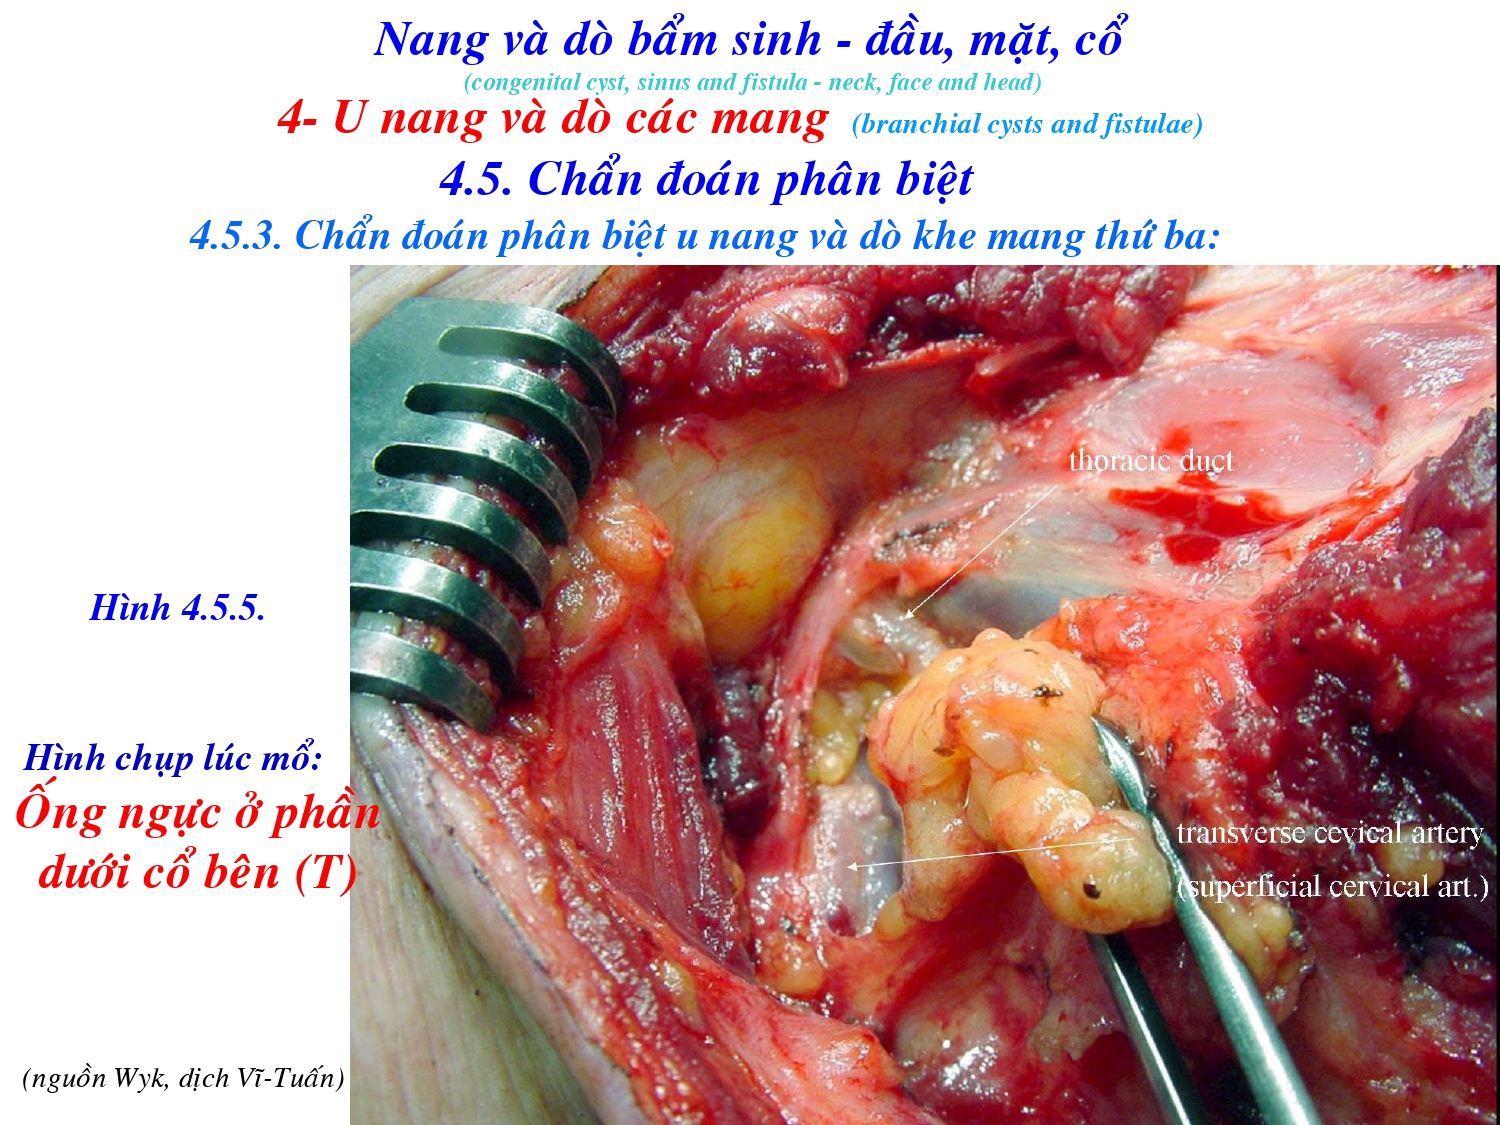 Nang và dò bẩm sinh - đầu, mặt, cổ
(congenital cyst, sinus and fistula - neck, face and head)
4- U nang và dò các mang (branchial cysts and fistulae)
4.5. Chẩn đoán phân biệt
4.5.3. Chẩn đoán phân biệt u nang và dò khe mang thứ ba:
thoracic duct
Hình 4.5.5.
Hình chụp lúc mổ:
Ống ngực ở phần
dưới cổ bên (T)
transverse cevical artery
(superficial cervical art.)
(nguồn Wyk, dịch Vĩ-Tuấn)